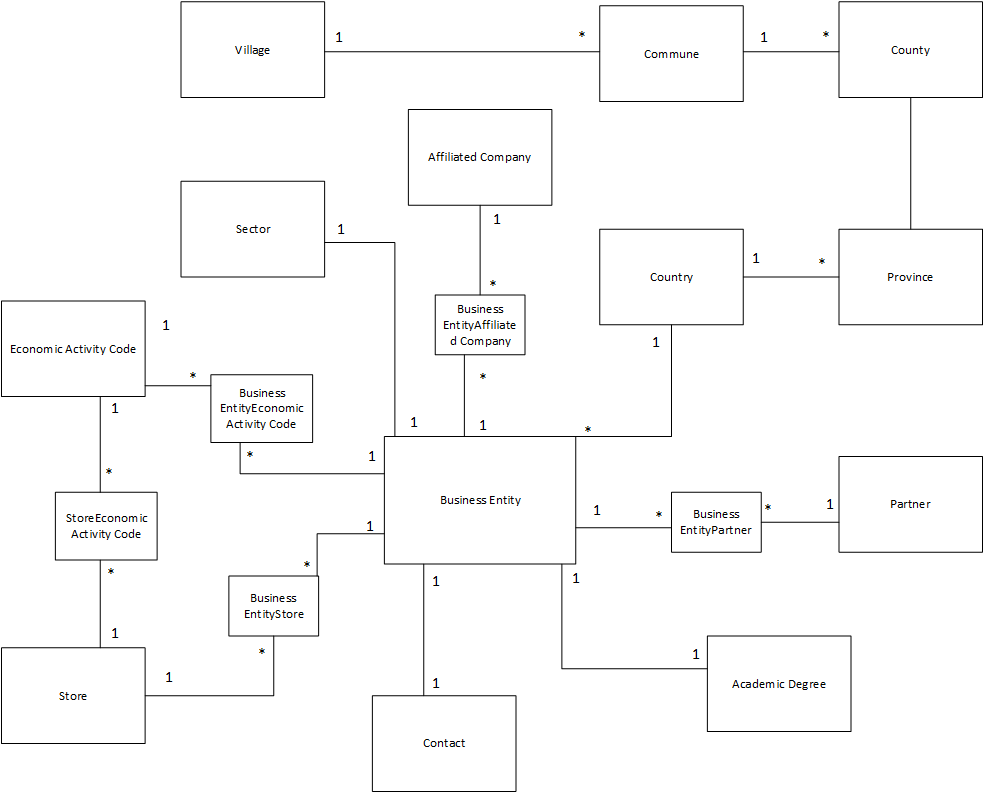 Village
1
*
Commune
1
*
County
Affiliated Company
1
*
Sector
1
Country
1
*
Province
1
Business
EntityAffiliate
d Company
*
1
Economic Activity Code
1
*
Business
EntityEconomic
Activity Code
*
1
1
*
1
*
StoreEconomic
Activity Code
*
1
Business Entity
1
*
Business
EntityPartner
*
1
Partner
1
*
Business
EntityStore
*
1
Store
1
1
Contact
1
1
Academic Degree